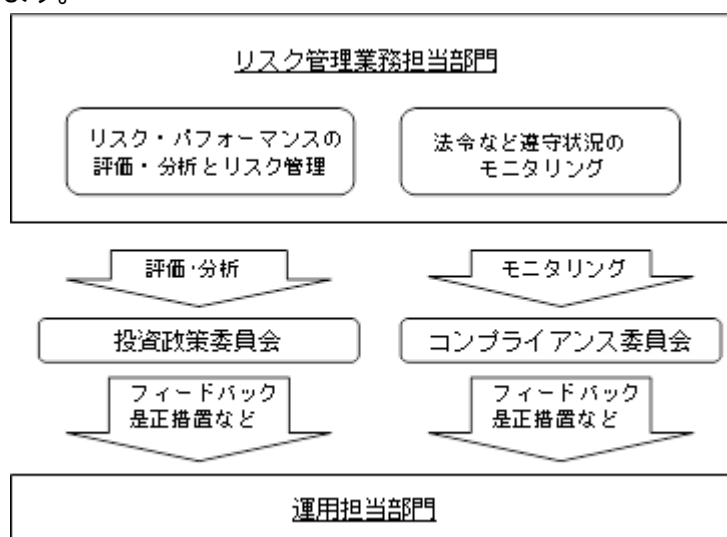 ます。
リスク管理業務担当部門
リスク・パフォーマンスの
評価・分析とリスク管理
法令など遵守状況の
モニタリング
評価・分析
モニタリング
投資政策委員会
コンプライアンス委員会
フィードバック
是正措置など
フィードバック
是正措置など
運用担当部門